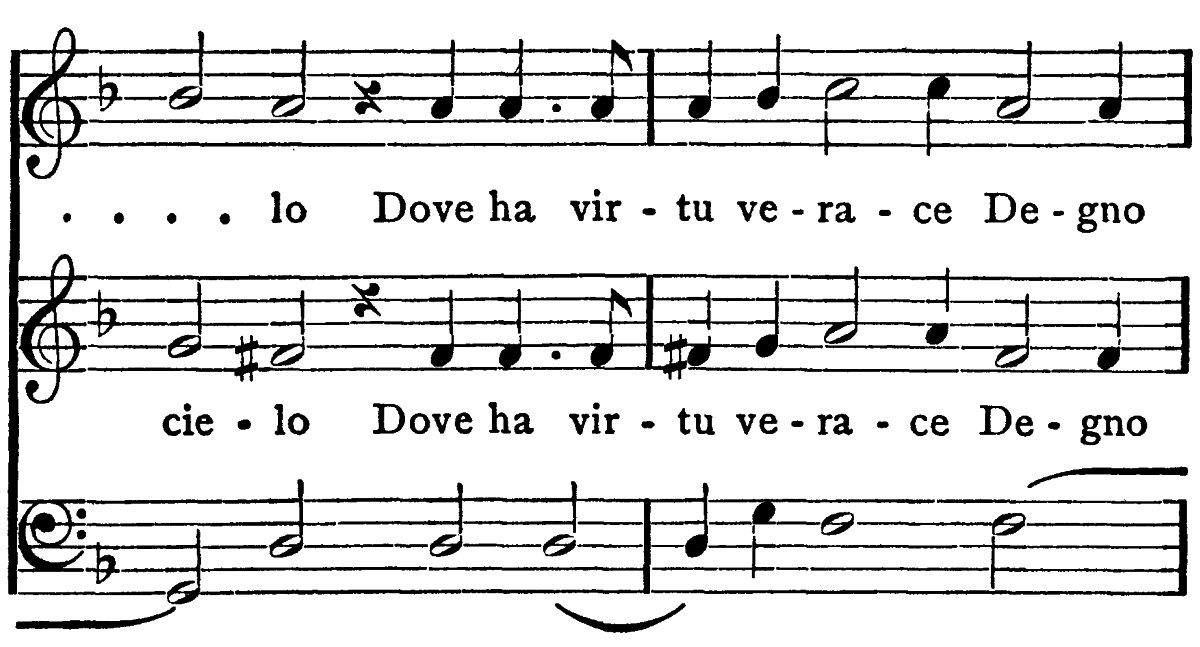 . . . . lo Dove ha vir - tu ve - ra - ce De - gno
cie - lo Dove ha vir - tu ve - ra - ce De - gno